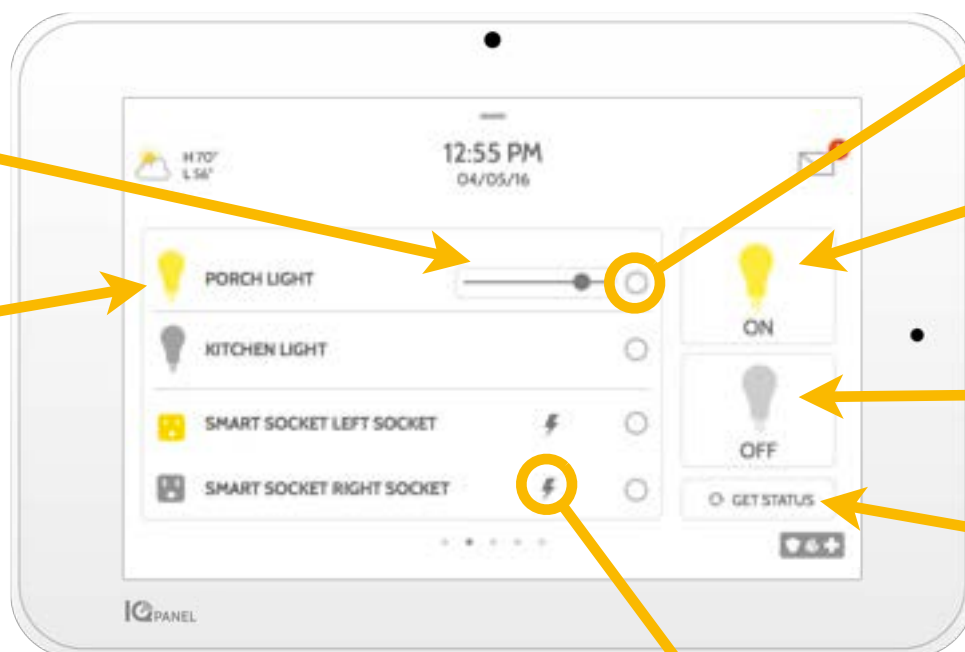 H 70°
L 56°
12:55 PM
04/05/16
PORCH LIGHT
KITCHEN LIGHT
SMART SOCKET LEFT SOCKET
SMART SOCKET RIGHT SOCKET
ON
OFF
GET STATUS
IQ PANEL